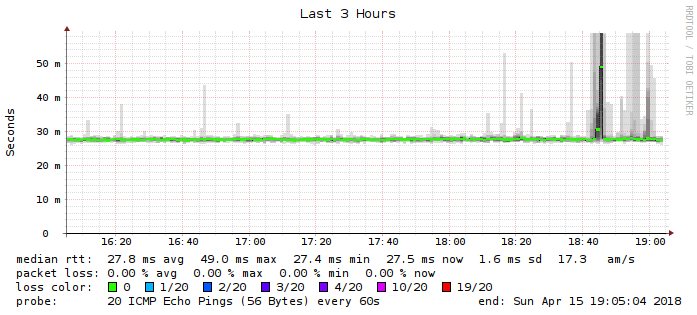 Last 3 Hours
RRDTOOL / TOBI OETIKER
Seconds
50 m
40 m
30 m
20 m
10 m
0
16:20 16:40 17:00 17:20 17:40 18:00 18:20 18:40 19:00
median rtt: 27.8 ms avg 49.0 ms max 27.4 ms min 27.5 ms now 1.6 ms sd 17.3 am/s
packet loss: 0.00 % avg 0.00 % max 0.00 % min 0.00 % now
loss color: 0 1/20 2/20 3/20 4/20 10/20 19/20
probe: 20 ICMP Echo Pings (56 Bytes) every 60s end: Sun Apr 15 19:05:04 2018